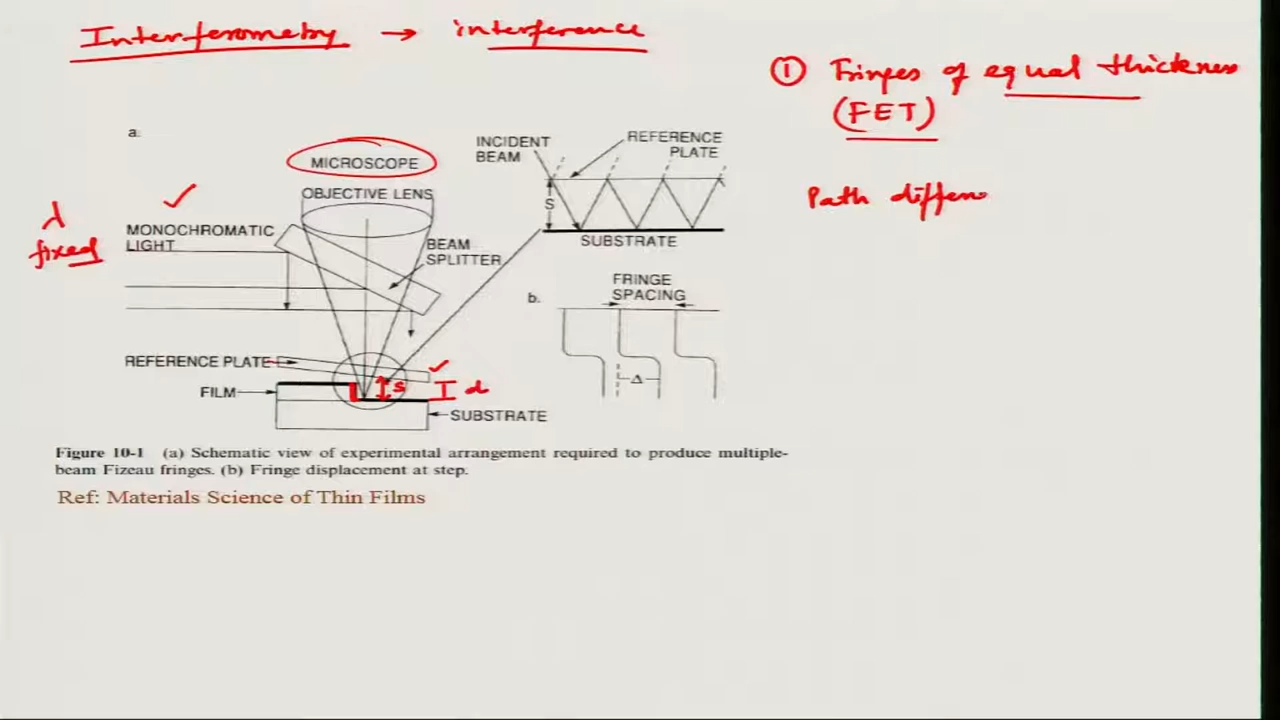 Interferometry → interference
① Fringes of equal thickness
(FET)
Path differen
a.
MICROSCOPE
OBJECTIVE LENS
λ
fixed
MONOCHROMATIC
LIGHT
BEAM
SPLITTER
REFERENCE PLATE
FILM
s
d
SUBSTRATE
INCIDENT
BEAM
REFERENCE
PLATE
S
SUBSTRATE
b.
FRINGE
SPACING
Δ
Figure 10-1 (a) Schematic view of experimental arrangement required to produce multiple-
beam Fizeau fringes. (b) Fringe displacement at step.
Ref: Materials Science of Thin Films